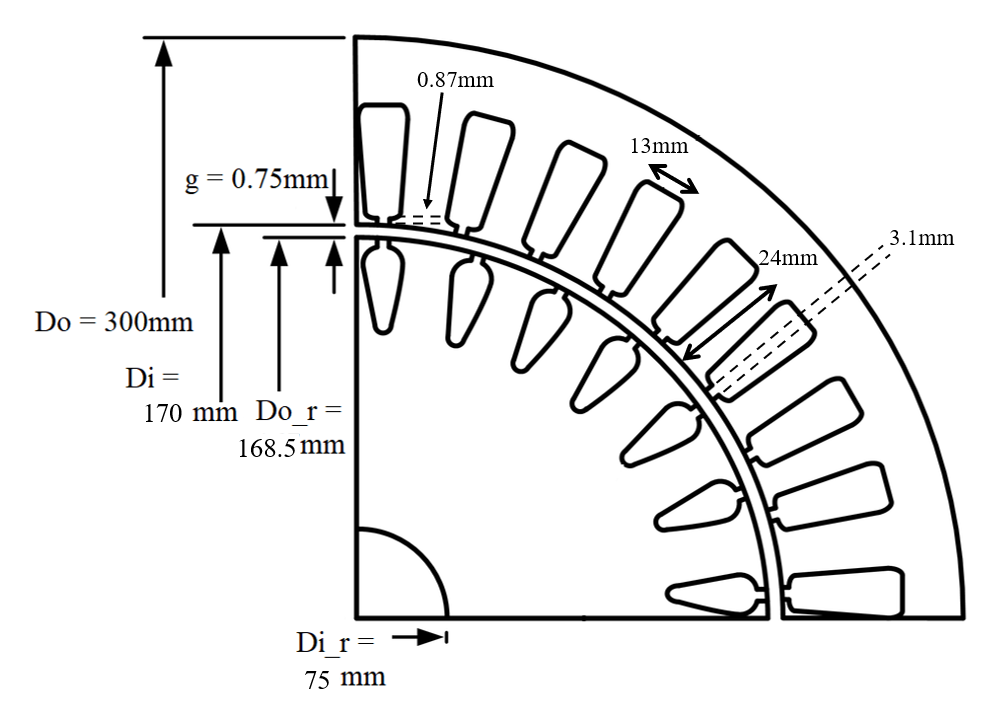 0.87mm
13mm
g = 0.75mm
3.1mm
24mm
Do = 300mm
Di =
170 mm
Do_r =
168.5 mm
Di_r =
75 mm